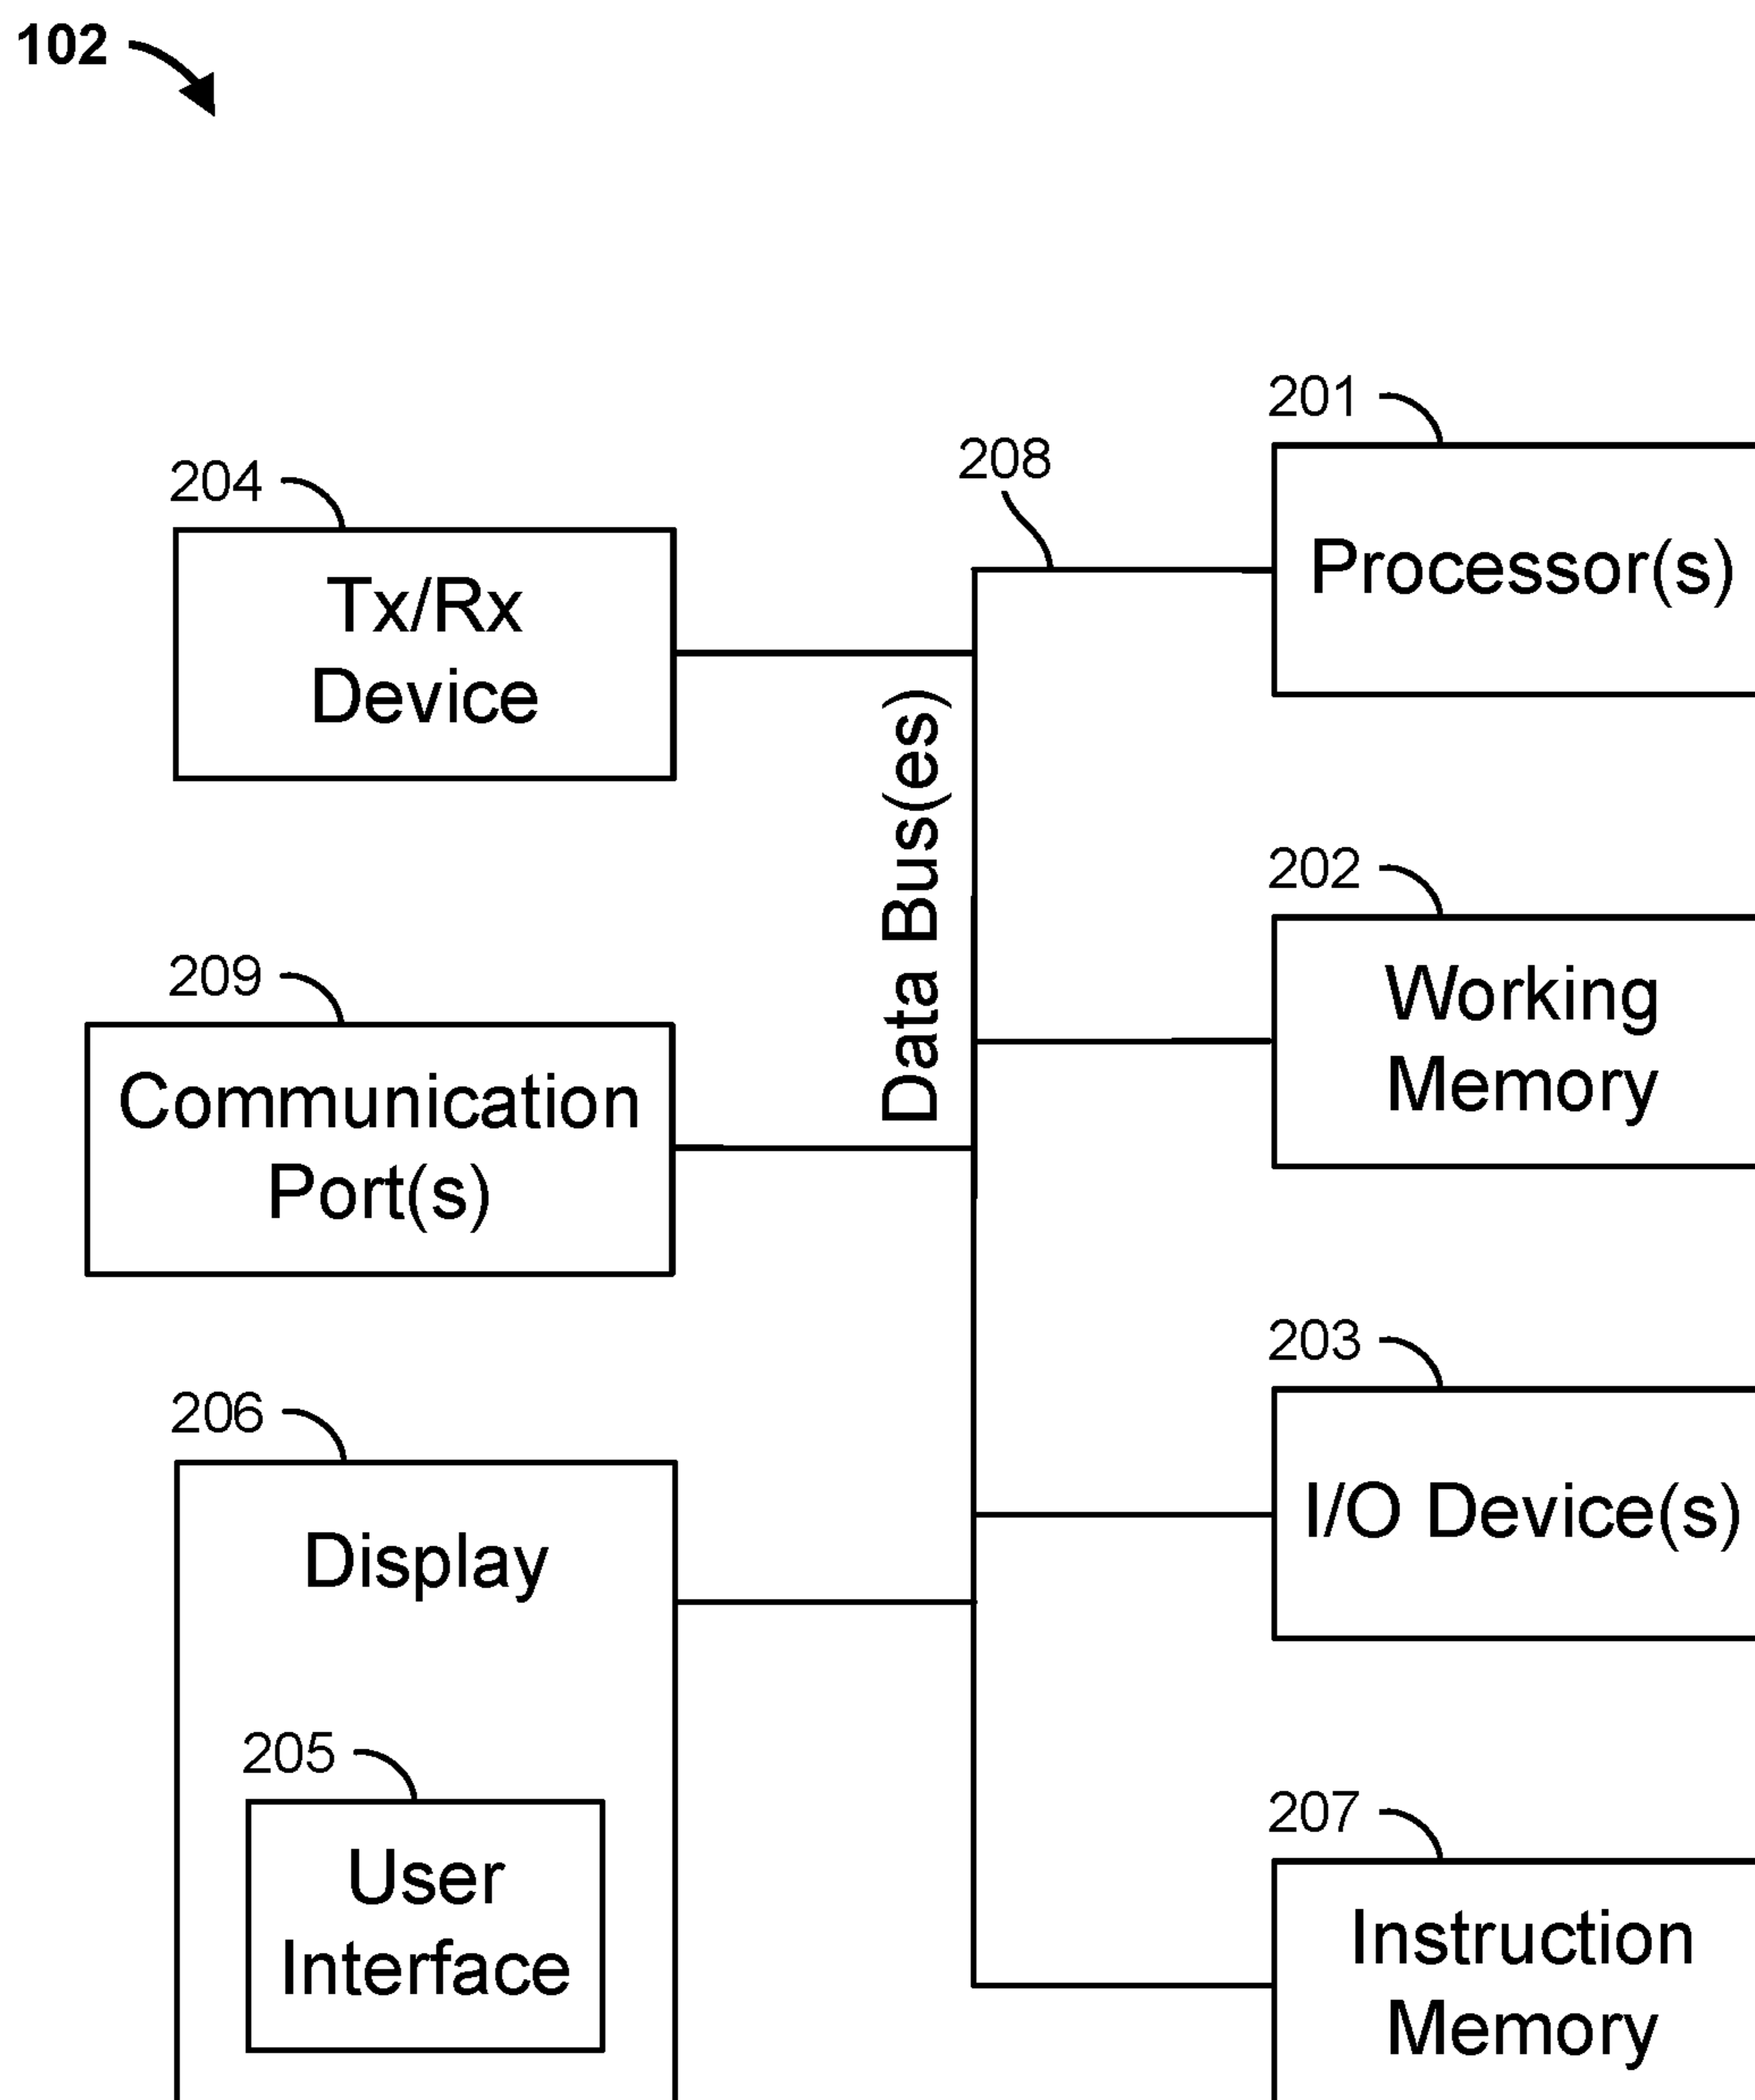 102
201
208
204
Processor(s)
Tx/Rx
Device
Data Bus(es)
202
209
Working
Memory
Communication
Port(s)
203
206
I/O Device(s)
Display
205
207
User
Interface
Instruction
Memory